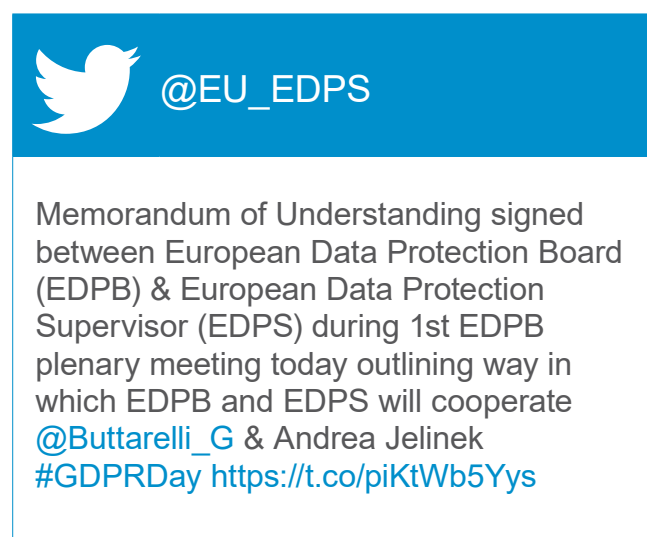 @EU_EDPS
Memorandum of Understanding signed
between European Data Protection Board
(EDPB) & European Data Protection
Supervisor (EDPS) during 1st EDPB
plenary meeting today outlining way in
which EDPB and EDPS will cooperate
@Buttarelli_G & Andrea Jelinek
#GDPRDay https://t.co/piKtWb5Yys